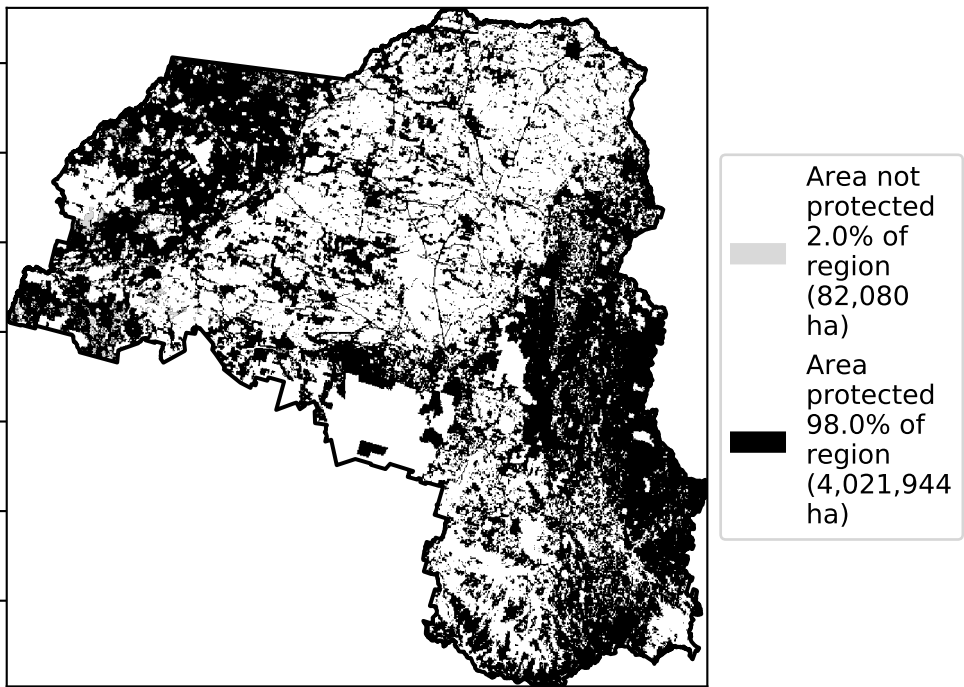 Area not
protected
2.0% of
region
(82,080
ha)
Area
protected
98.0% of
region
(4,021,944
ha)